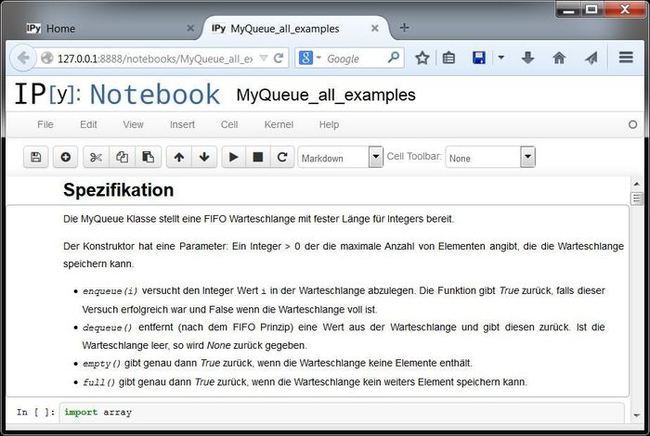 IPy Home
IPy MyQueue_all_examples
127.0.0.1:8888/notebooks/MyQueue_all_e
Google
IP[y]: Notebook MyQueue_all_examples
File Edit View Insert Cell Kernel Help
Markdown Cell Toolbar: None
Spezifikation
Die MyQueue Klasse stellt eine FIFO Warteschlange mit fester Länge für Integers bereit.
Der Konstruktor hat eine Parameter: Ein Integer > 0 der die maximale Anzahl von Elementen angibt, die die Warteschlange
speichern kann.
• enqueue(i) versucht den Integer Wert i in der Warteschlange abzulegen. Die Funktion gibt True zurück, falls dieser
Versuch erfolgreich war und False wenn die Warteschlange voll ist.
• dequeue() entfernt (nach dem FIFO Prinzip) eine Wert aus der Warteschlange und gibt diesen zurück. Ist die
Warteschlange leer, so wird None zurück gegeben.
• empty() gibt genau dann True zurück, wenn die Warteschlange keine Elemente enthält.
• full() gibt genau dann True zurück, wenn die Warteschlange kein weiters Element speichern kann.
In [ ]: import array